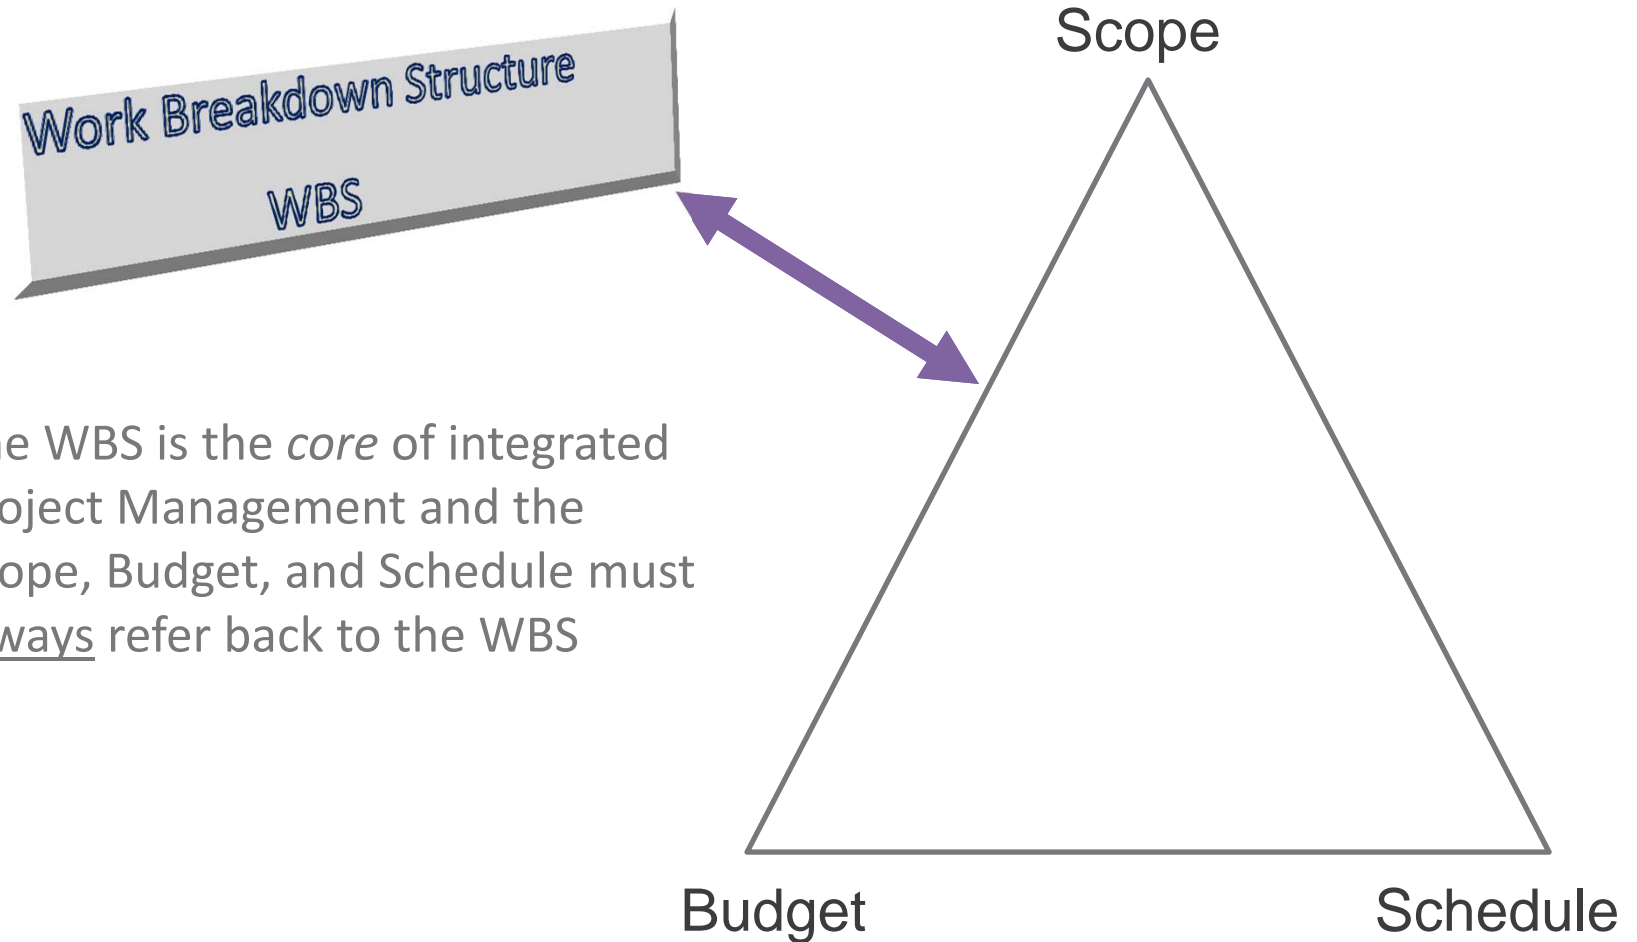 Scope
Work Breakdown Structure
WBS
he WBS is the core of integrated
oject Management and the
ope, Budget, and Schedule must
ways refer back to the WBS
Budget
Schedule